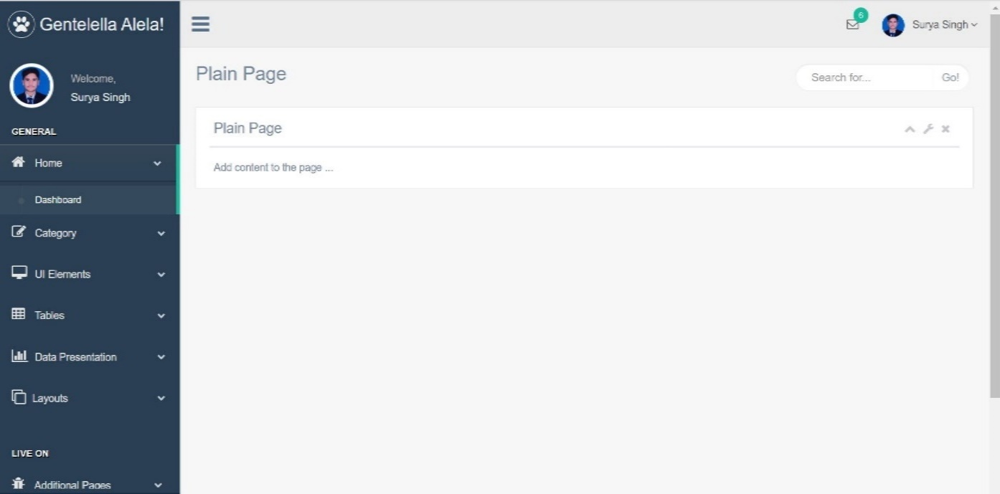 Gentelella Alela!
6
Surya Singh
Welcome,
Surya Singh
GENERAL
Home
Dashboard
Category
UI Elements
Tables
Data Presentation
Layouts
LIVE ON
Additional Pages
Plain Page
Search for...
Go!
Plain Page
Add content to the page ...